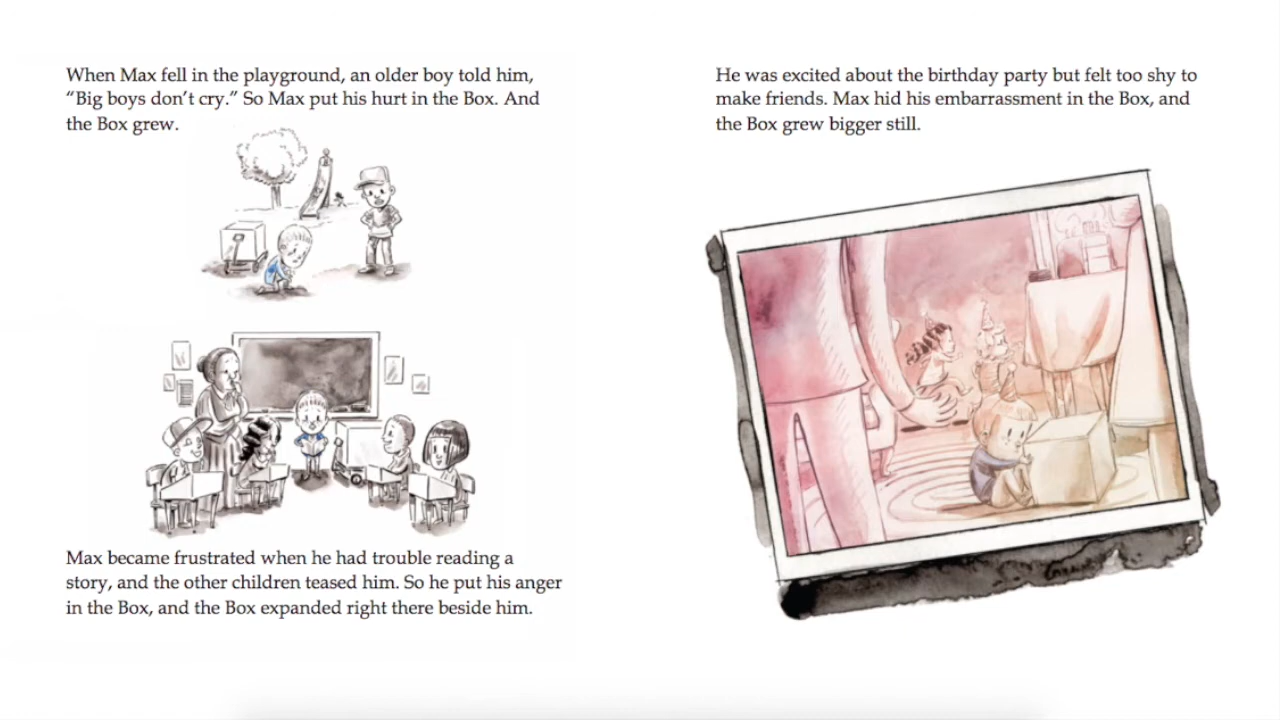 When Max fell in the playground, an older boy told him,
“Big boys don’t cry.” So Max put his hurt in the Box. And
the Box grew.
Max became frustrated when he had trouble reading a
story, and the other children teased him. So he put his anger
in the Box, and the Box expanded right there beside him.
He was excited about the birthday party but felt too shy to
make friends. Max hid his embarrassment in the Box, and
the Box grew bigger still.